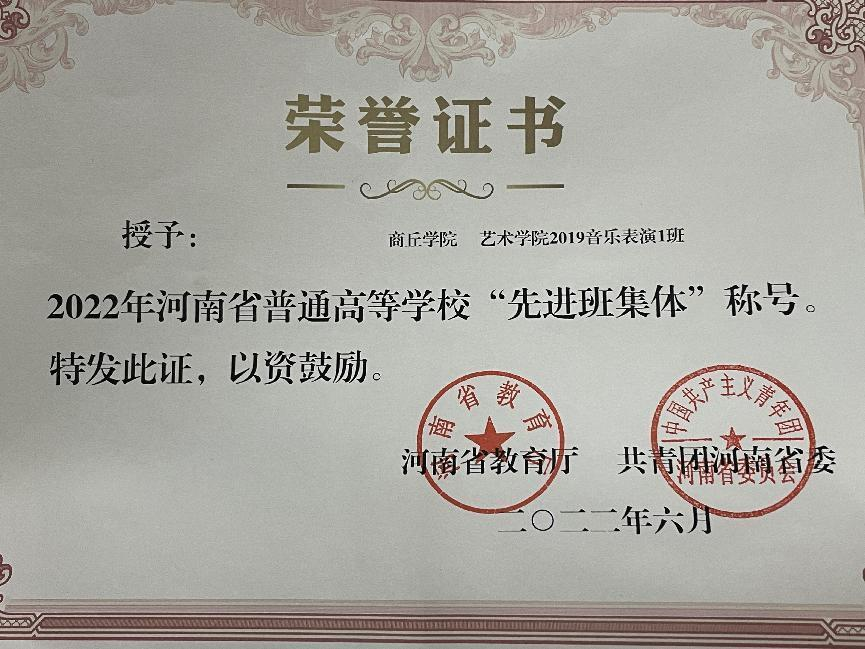 荣誉证书
授予：
商丘学院 艺术学院2019音乐表演1班
2022年河南省普通高等学校“先进班集体”称号。
特发此证，以资鼓励。
河南省教育厅 共青团河南省委
二〇二二年六月
河南省教育厅
中国共产主义青年团
河南省委员会